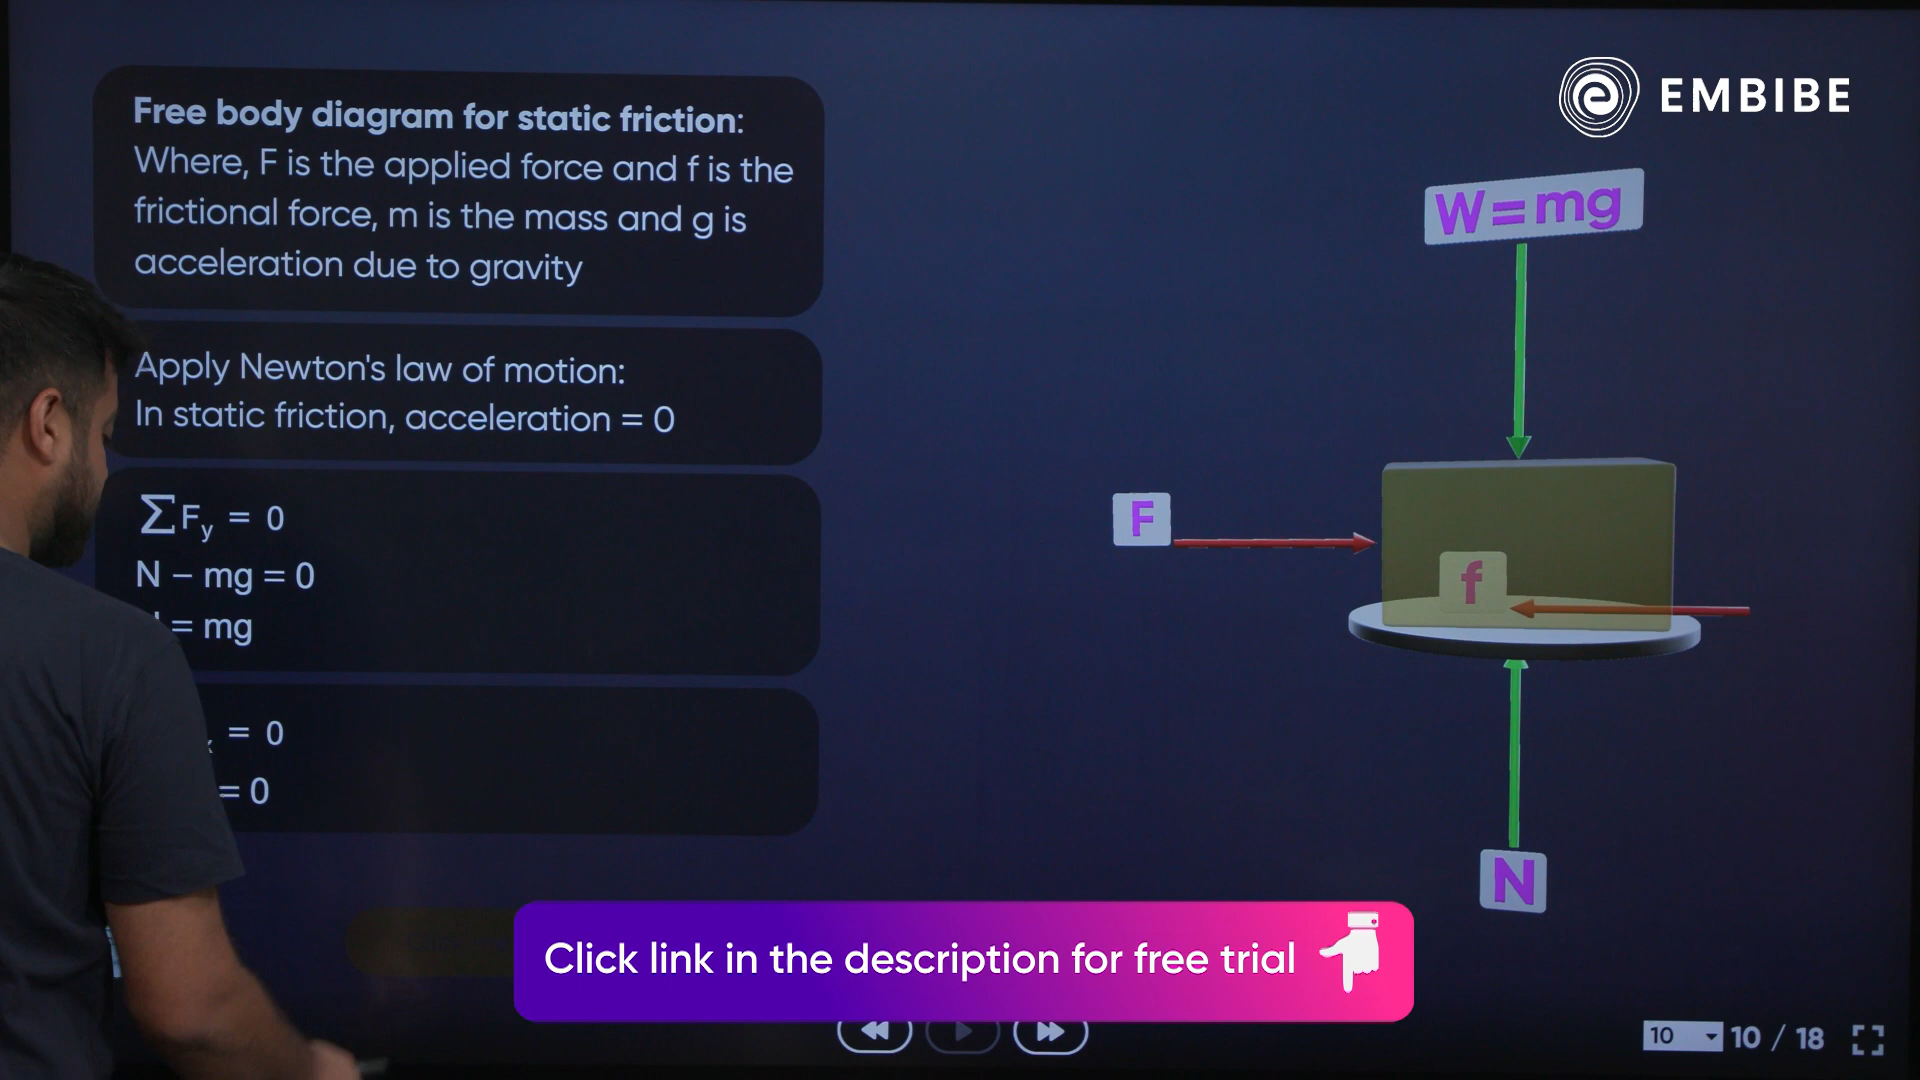 Free body diagram for static friction:
Where, F is the applied force and f is the
frictional force, m is the mass and g is
acceleration due to gravity
Apply Newton's law of motion:
In static friction, acceleration = 0
∑Fy = 0
N – mg = 0
= mg
x = 0
= 0
EMBIBE
W=mg
F
f
N
Click link in the description for free trial
10 10 / 18